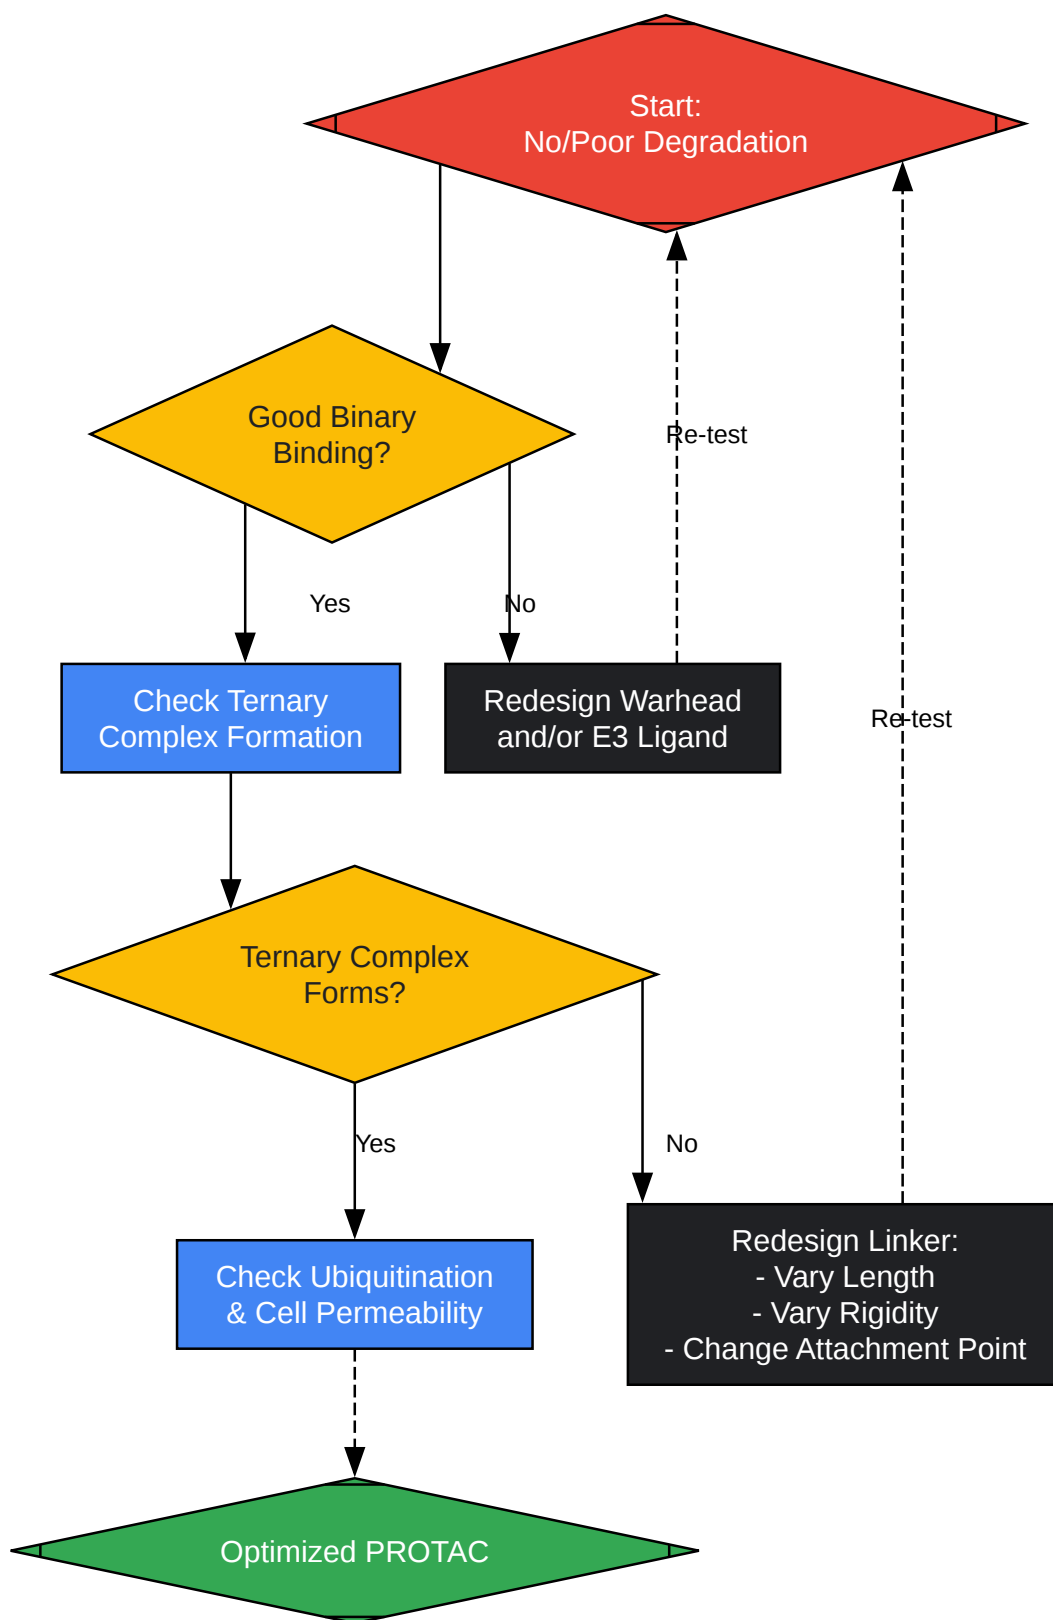 Start:
No/Poor Degradation
Good Binary
Binding?
Re-test
Yes
No
Check Ternary
Complex Formation
Redesign Warhead
and/or E3 Ligand
Re-test
Ternary Complex
Forms?
Yes
No
Check Ubiquitination
& Cell Permeability
Redesign Linker:
- Vary Length
- Vary Rigidity
- Change Attachment Point
Optimized PROTAC